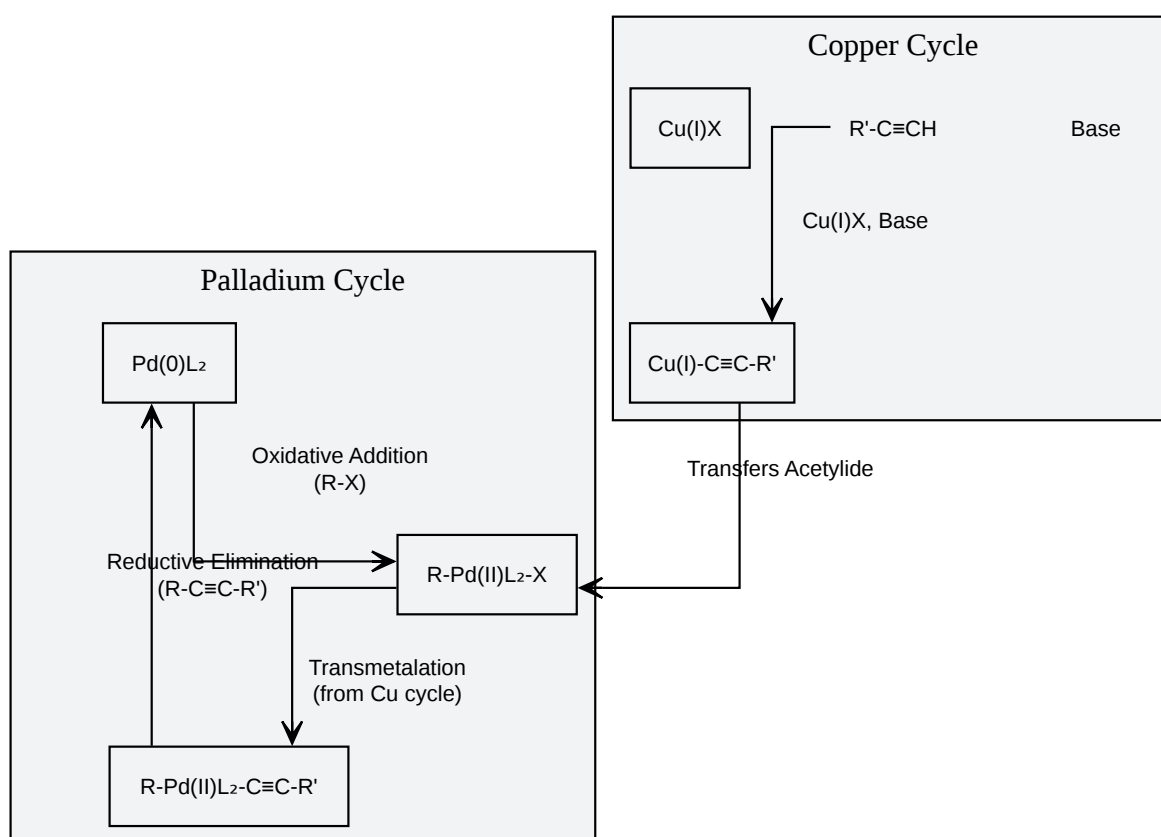 Copper Cycle
Cu(I)X
R'-C≡CH
Base
Cu(I)X, Base
Cu(I)-C≡C-R'
Transfers Acetylide
Palladium Cycle
Pd(0)L₂
Oxidative Addition
(R-X)
Reductive Elimination
(R-C≡C-R')
R-Pd(II)L₂-X
Transmetalation
(from Cu cycle)
R-Pd(II)L₂-C≡C-R'